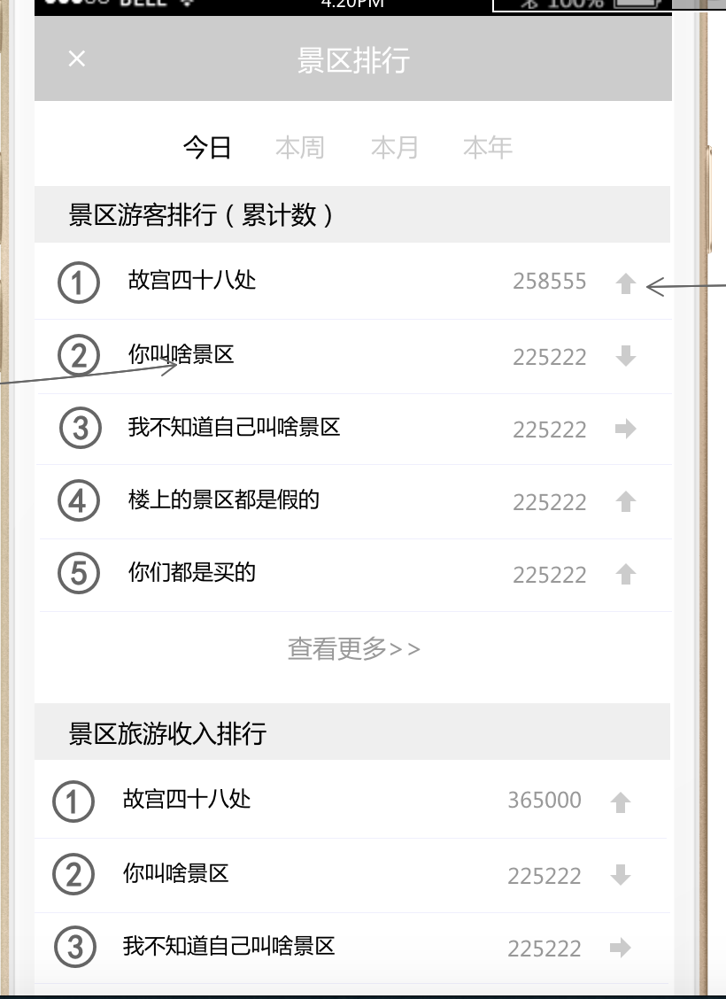 BELL 4:20PM 100%
× 景区排行
今日 本周 本月 本年
景区游客排行（累计数）
1 故宫四十八处 258555
2 你叫啥景区 225222
3 我不知道自己叫啥景区 225222
4 楼上的景区都是假的 225222
5 你们都是买的 225222
查看更多>>
景区旅游收入排行
1 故宫四十八处 365000
2 你叫啥景区 225222
3 我不知道自己叫啥景区 225222